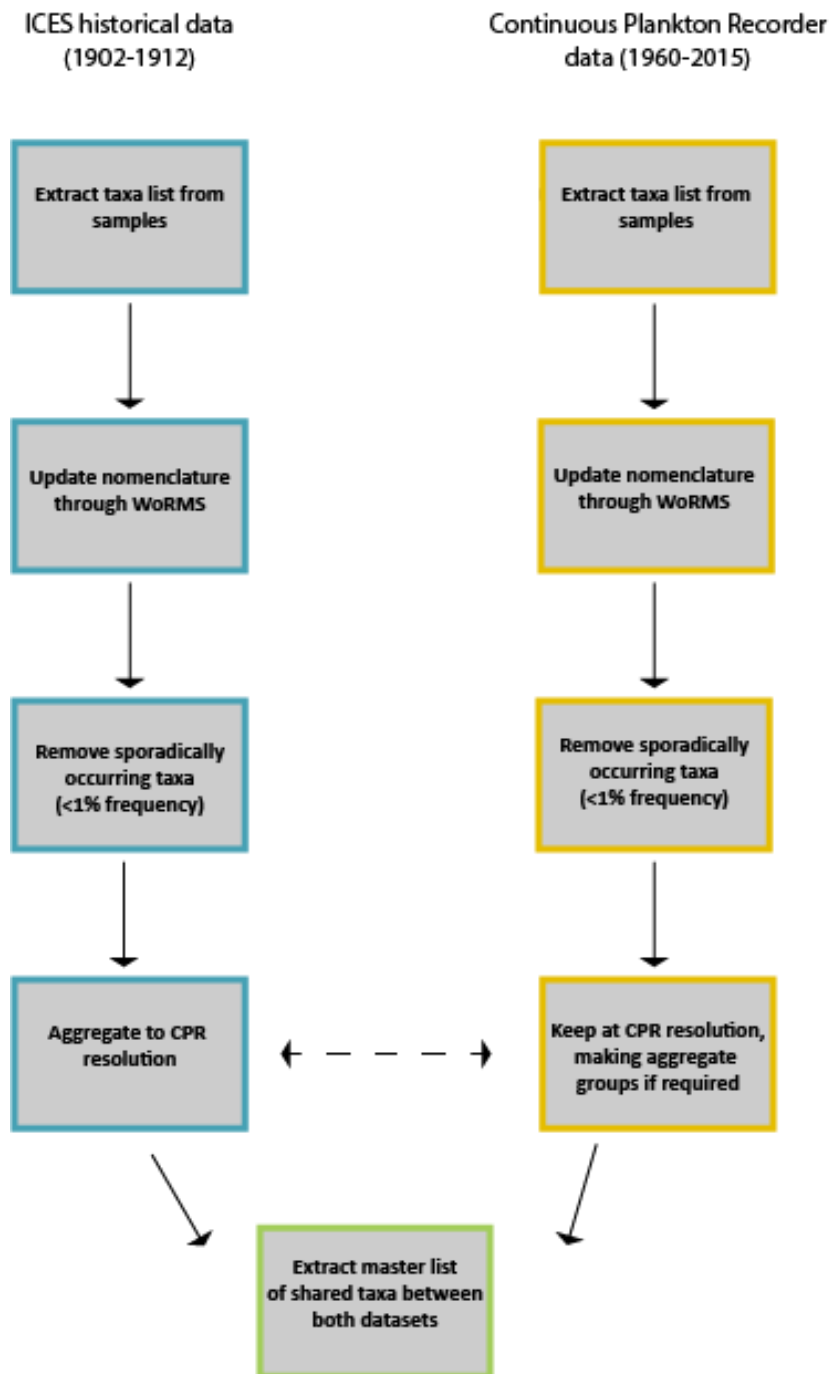 ICES historical data
(1902-1912)
Continuous Plankton Recorder
data (1960-2015)
Extract taxa list from
samples
Extract taxa list from
samples
Update nomenclature
through WoRMS
Update nomenclature
through WoRMS
Remove sporadically
occurring taxa
(<1% frequency)
Remove sporadically
occurring taxa
(<1% frequency)
Aggregate to CPR
resolution
Keep at CPR resolution,
making aggregate
groups if required
Extract master list
of shared taxa between
both datasets